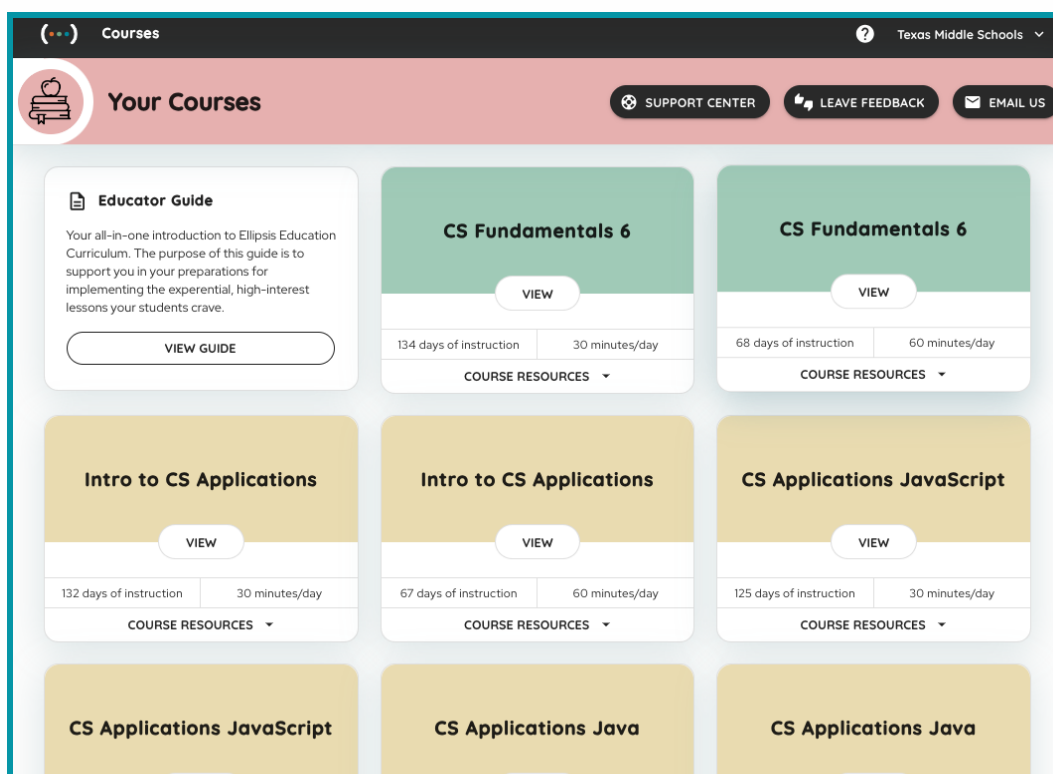 Courses
Texas Middle Schools
Your Courses
SUPPORT CENTER
LEAVE FEEDBACK
EMAIL US
Educator Guide
Your all-in-one introduction to Ellipsis Education
Curriculum. The purpose of this guide is to
support you in your preparations for
implementing the experential, high-interest
lessons your students crave.
VIEW GUIDE
CS Fundamentals 6
VIEW
134 days of instruction
30 minutes/day
COURSE RESOURCES
CS Fundamentals 6
VIEW
68 days of instruction
60 minutes/day
COURSE RESOURCES
Intro to CS Applications
VIEW
132 days of instruction
30 minutes/day
COURSE RESOURCES
Intro to CS Applications
VIEW
67 days of instruction
60 minutes/day
COURSE RESOURCES
CS Applications JavaScript
VIEW
125 days of instruction
30 minutes/day
COURSE RESOURCES
CS Applications JavaScript
CS Applications Java
CS Applications Java